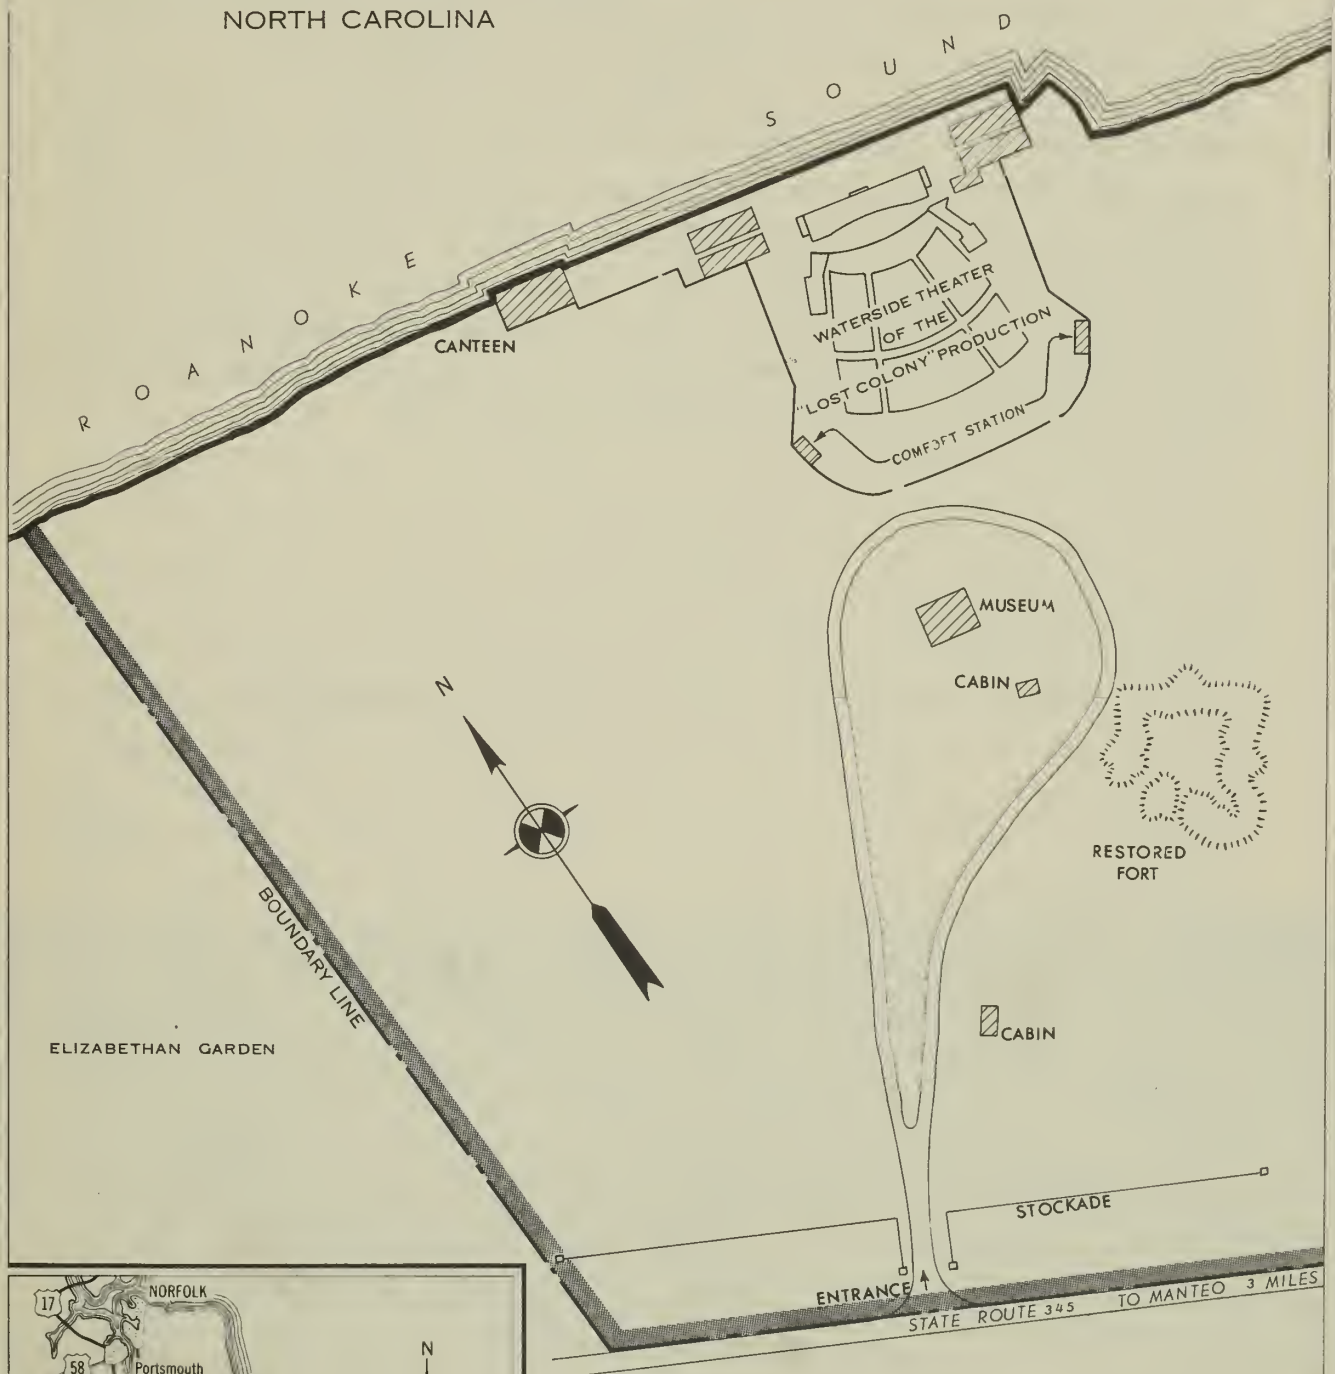 NORTH CAROLINA
ROANOKE SOUND
CANTEEN
WATERSIDE THEATER
OF THE
"LOST COLONY" PRODUCTION
COMFORT STATION
MUSEUM
CABIN
N
RESTORED
FORT
BOUNDARY LINE
ELIZABETHAN GARDEN
CABIN
STOCKADE
ENTRANCE
STATE ROUTE 345 TO MANTEO 3 MILES
17
NORFOLK
58
Portsmouth
N